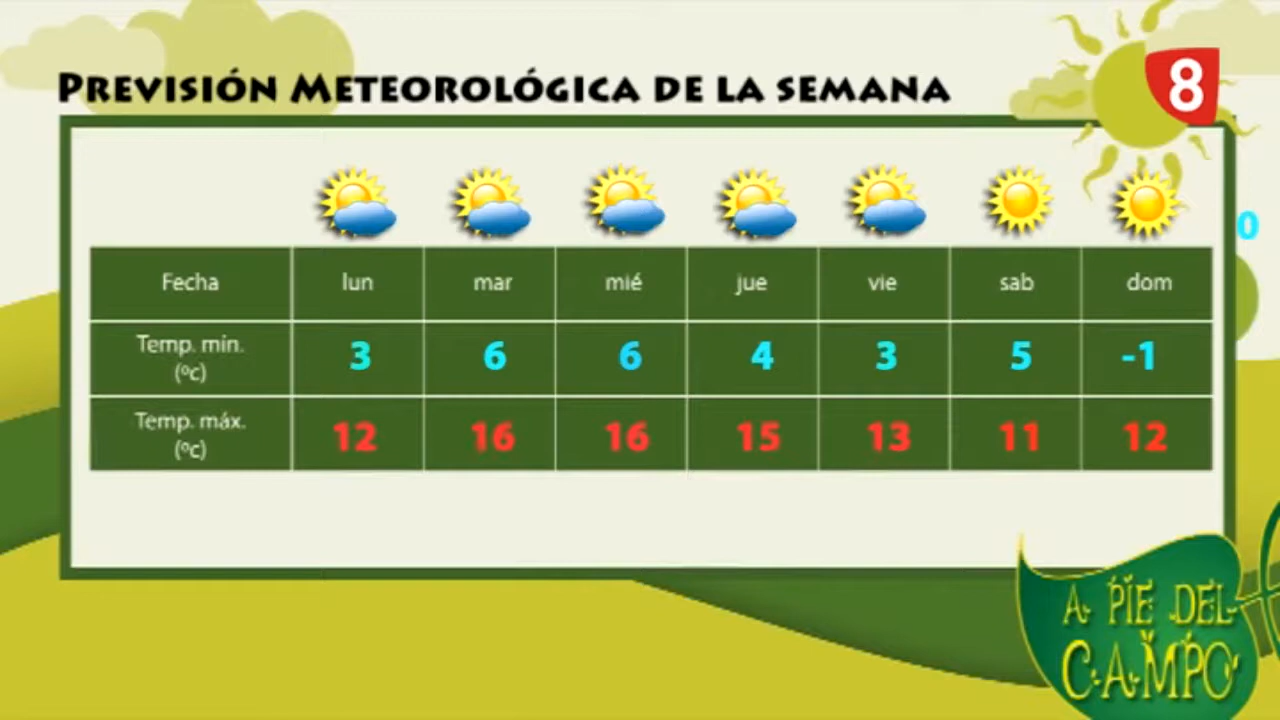 PREVISIÓN METEOROLÓGICA DE LA SEMANA
8
0
Fecha lun mar mié jue vie sab dom
Temp. min.
(ºc) 3 6 6 4 3 5 -1
Temp. máx.
(ºc) 12 16 16 15 13 11 12
A PIE DEL
CAMPO